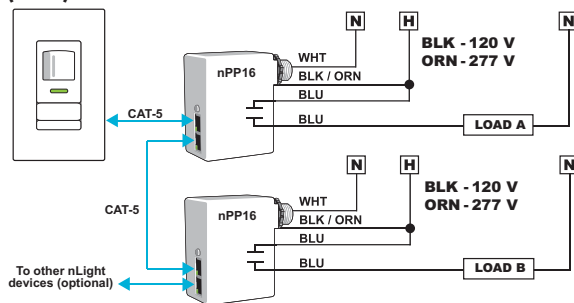 N H N
BLK - 120 V
ORN - 277 V
WHT
nPP16
BLK / ORN
BLU
CAT-5
BLU
LOAD A
N H N
BLK - 120 V
ORN - 277 V
CAT-5
WHT
nPP16
BLK / ORN
BLU
BLU
LOAD B
To other nLight
devices (optional)